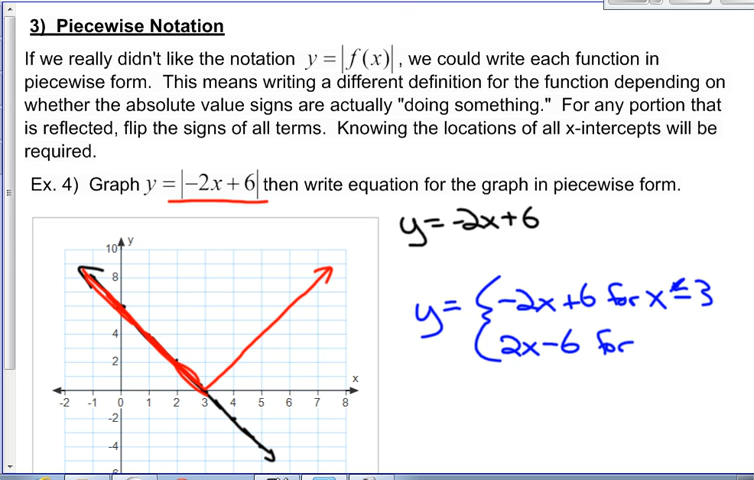 3) Piecewise Notation
If we really didn't like the notation y = |f(x)|, we could write each function in
piecewise form. This means writing a different definition for the function depending on
whether the absolute value signs are actually "doing something." For any portion that
is reflected, flip the signs of all terms. Knowing the locations of all x-intercepts will be
required.
Ex. 4) Graph y = |−2x + 6| then write equation for the graph in piecewise form.
y = -2x+6
y = { -2x+6 for x ≤ 3
2x-6 for
10 y
8
4
2
x
-2 -1 0 1 2 3 4 5 6 7 8
-2
-4